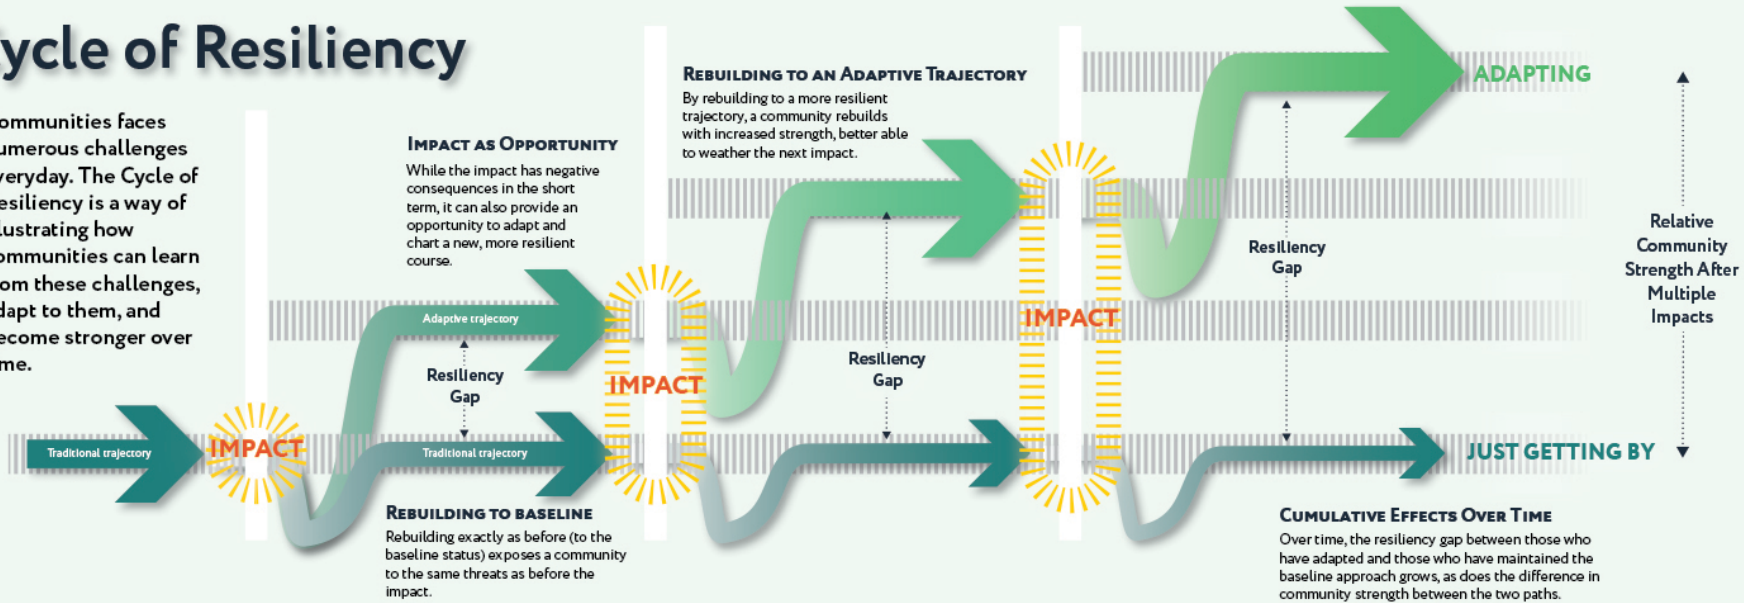 ycle of Resiliency
ommunities faces
umerous challenges
veryday. The Cycle of
esiliency is a way of
lustrating how
ommunities can learn
om these challenges,
dapt to them, and
ecome stronger over
me.
IMPACT AS OPPORTUNITY
While the impact has negative
consequences in the short
term, it can also provide an
opportunity to adapt and
chart a new, more resilient
course.
REBUILDING TO AN ADAPTIVE TRAJECTORY
By rebuilding to a more resilient
trajectory, a community rebuilds
with increased strength, better able
to weather the next impact.
ADAPTING
Relative
Community
Strength After
Multiple
Impacts
Resiliency
Gap
IMPACT
Adaptive trajectory
Resiliency
Gap
Resiliency
Gap
IMPACT
Traditional trajectory
IMPACT
Traditional trajectory
JUST GETTING BY
REBUILDING TO BASELINE
Rebuilding exactly as before (to the
baseline status) exposes a community
to the same threats as before the
impact.
CUMULATIVE EFFECTS OVER TIME
Over time, the resiliency gap between those who
have adapted and those who have maintained the
baseline approach grows, as does the difference in
community strength between the two paths.